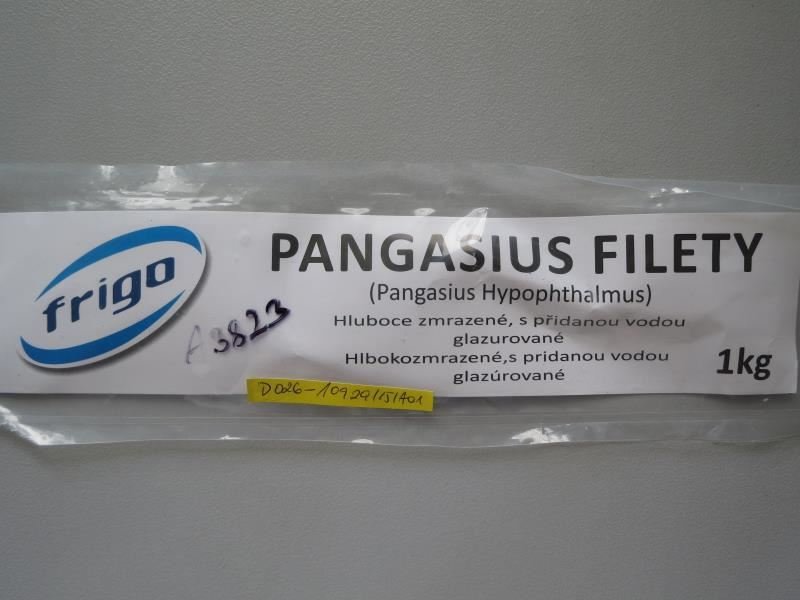 frigo
PANGASIUS FILETY
(Pangasius Hypophthalmus)
Hluboce zmrazené, s přidanou vodou
glazurované
Hlbokozmrazené,s pridanou vodou
glazúrované
1kg
A3823
D026-10929/15/A01